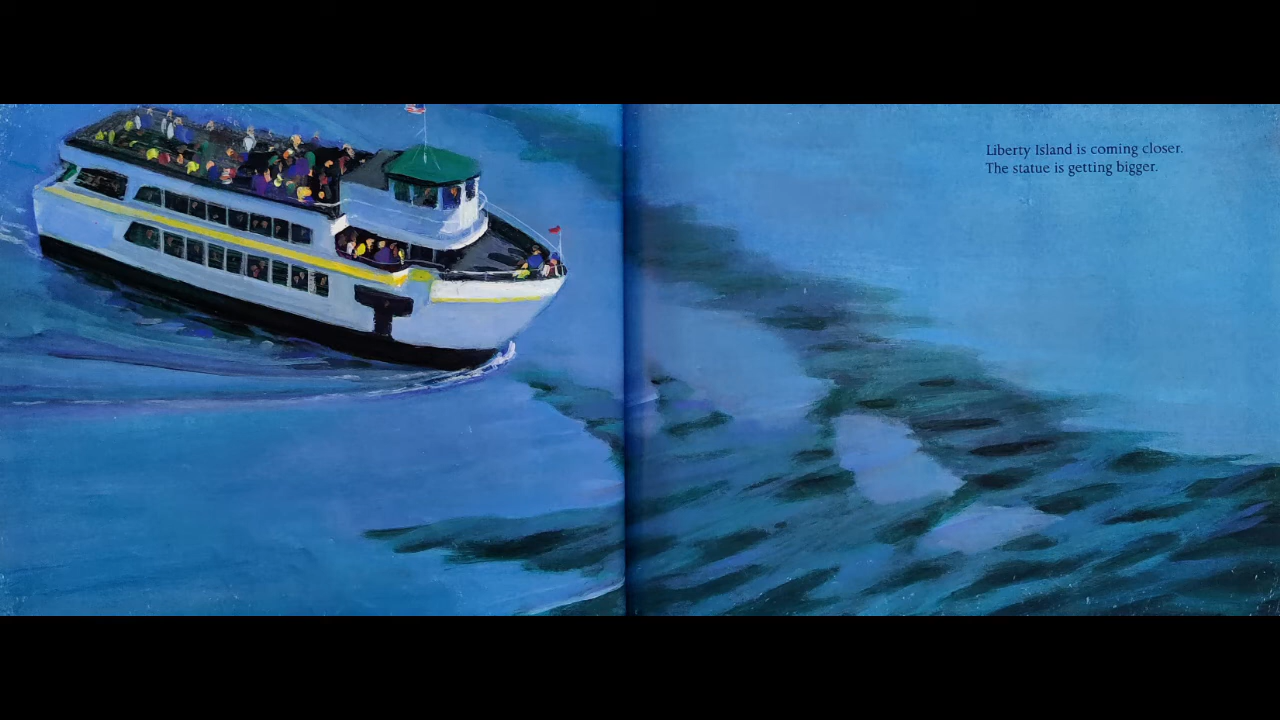 Liberty Island is coming closer.
The statue is getting bigger.